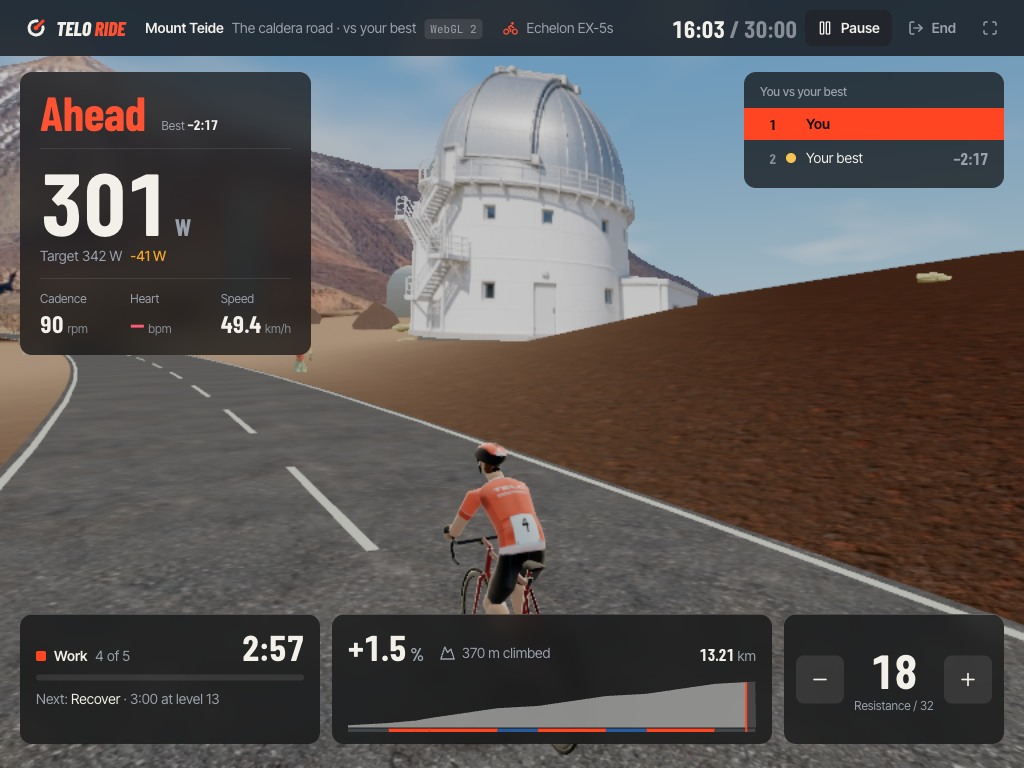 TELO RIDE
Mount Teide The caldera road · vs your best WebGL 2 Echelon EX-5s 16:03 / 30:00 Pause End
Ahead Best −2:17
301 W
Target 342 W -41 W
Cadence Heart Speed
90 rpm — bpm 49.4 km/h
You vs your best
1 You
2 Your best −2:17
TELO
4
Work 4 of 5 2:57
Next: Recover · 3:00 at level 13
+1.5 % 370 m climbed 13.21 km
− 18 +
Resistance / 32